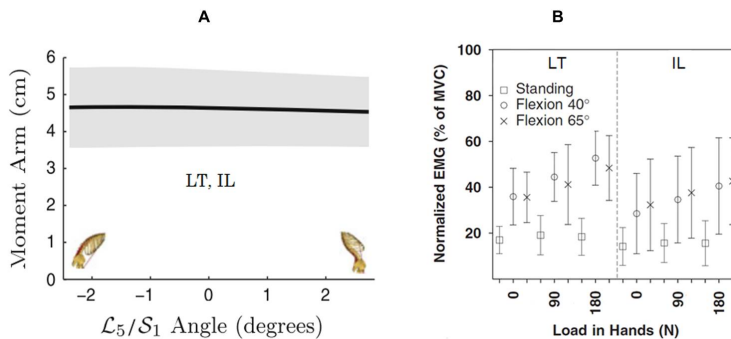 A
Moment Arm (cm)
6
5
4
3
2
1
0
LT, IL
−2
−1
0
1
2
L5/S1 Angle (degrees)
B
Normalized EMG (% of MVC)
100
80
60
40
20
LT
IL
Standing
Flexion 40°
Flexion 65°
0
90
180
0
90
180
Load in Hands (N)